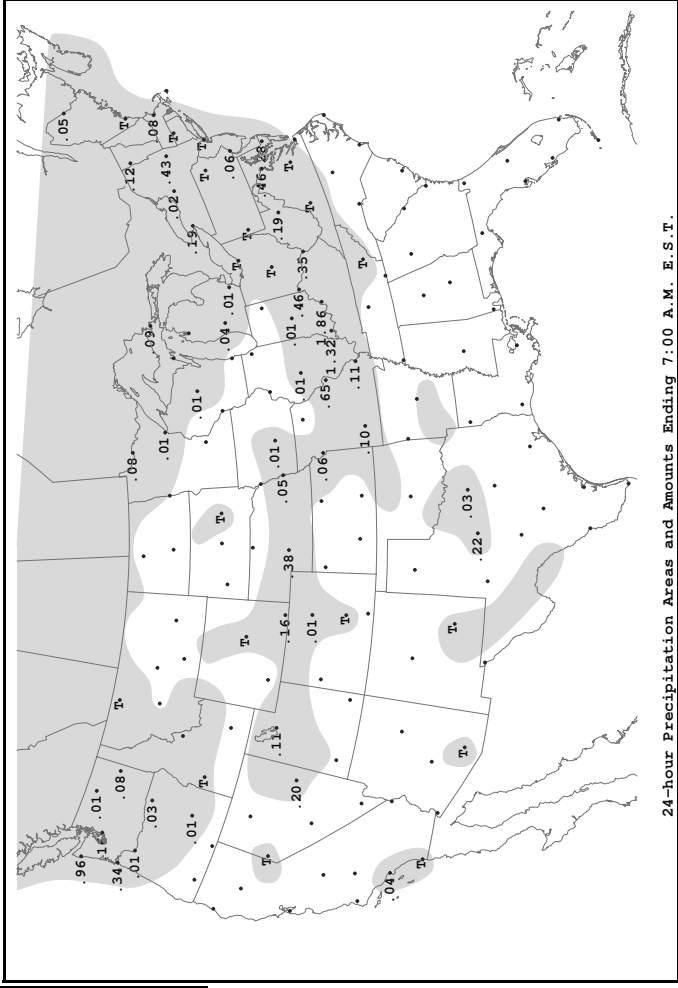 .05
.96
.01
.34
T
.08
T
.12
.01
.08
.09
.03
.08
.01
.43
.02
T
.01
.19
.01
T
T
T
T
.04
.01
.06
T
T
T
.46
T
T
.11
.01
.19
.05
.16
.38
T
.01
.20
.46
.01
.35
T
.01
1.86
.06
.65
1.32
T
.11
T
.10
.04
T
T
T
.03
.22
24-hour Precipitation Areas and Amounts Ending 7:00 A.M. E.S.T.